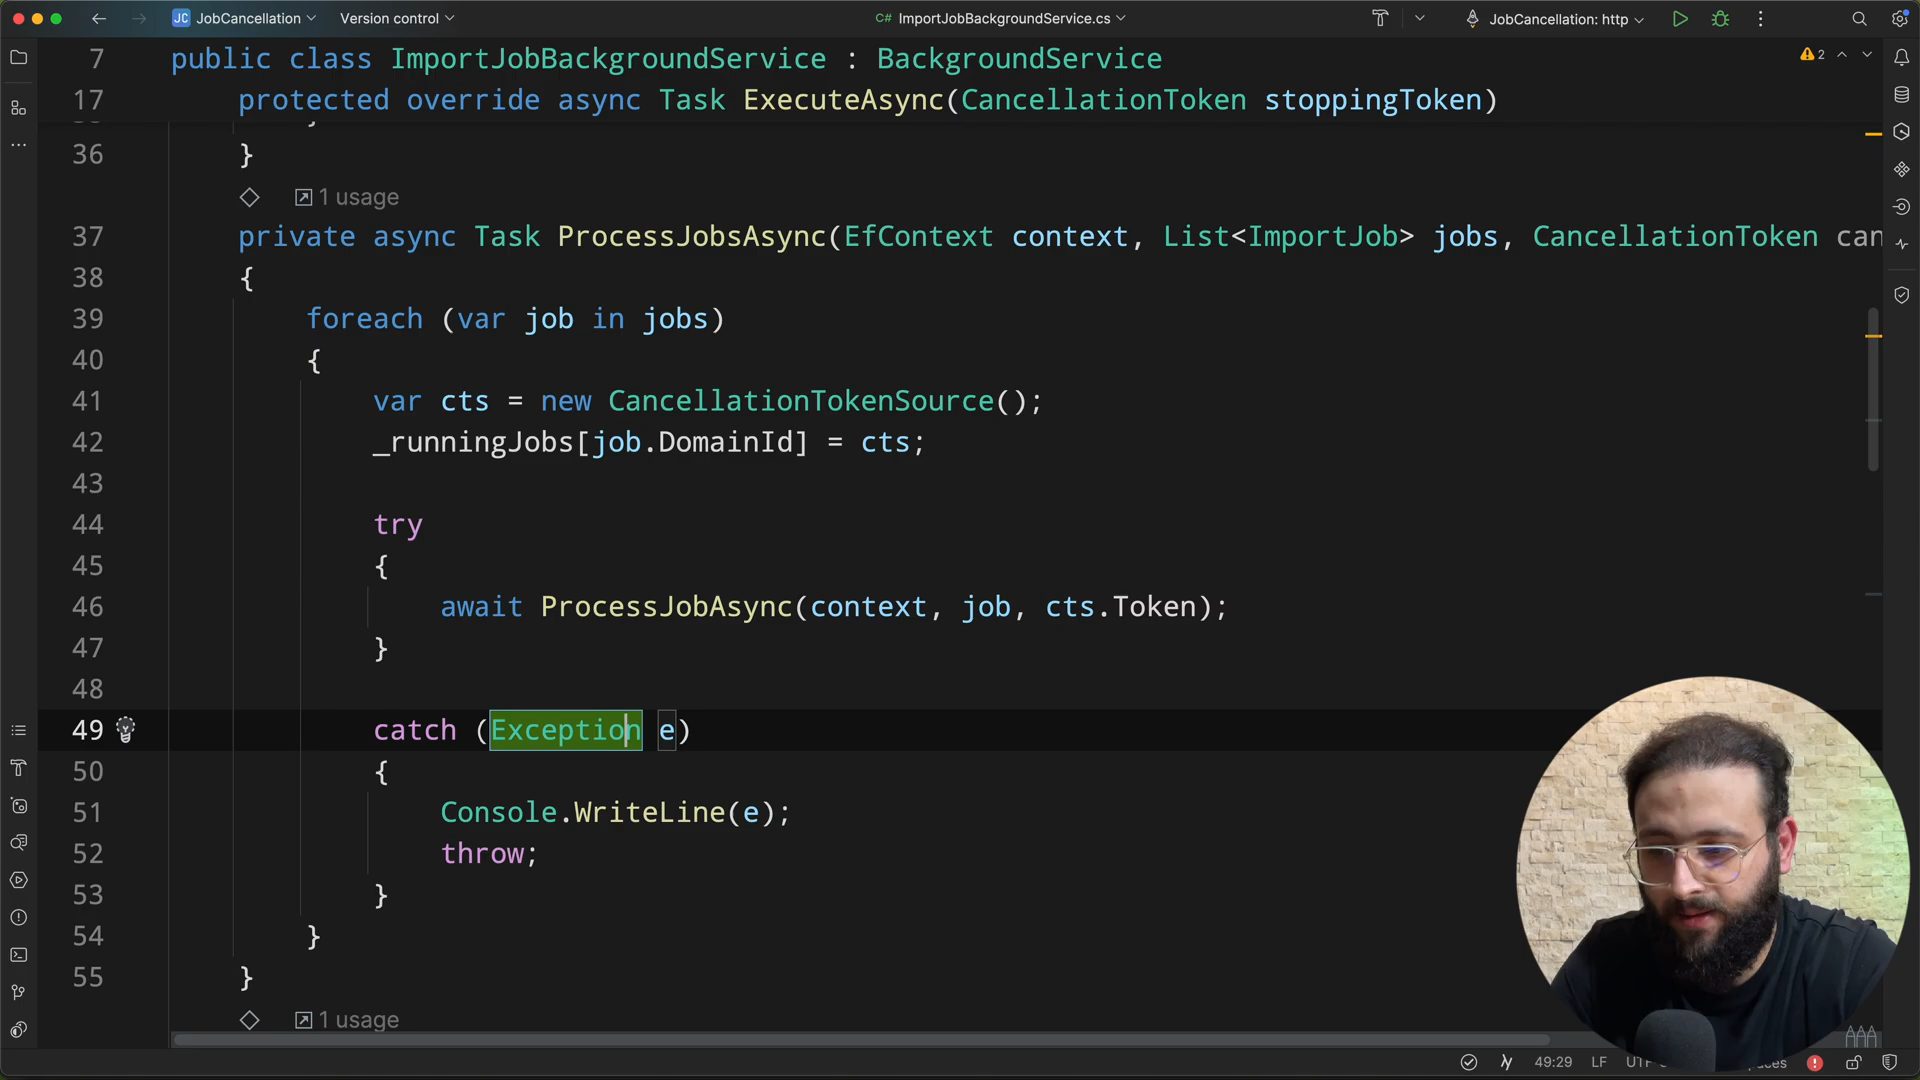 JC JobCancellation Version control C# ImportJobBackgroundService.cs JobCancellation: http
7 public class ImportJobBackgroundService : BackgroundService 2
17 protected override async Task ExecuteAsync(CancellationToken stoppingToken)
36 }
1 usage
37 private async Task ProcessJobsAsync(EfContext context, List<ImportJob> jobs, CancellationToken can
38 {
39 foreach (var job in jobs)
40 {
41 var cts = new CancellationTokenSource();
42 _runningJobs[job.DomainId] = cts;
43
44 try
45 {
46 await ProcessJobAsync(context, job, cts.Token);
47 }
48
49 catch (Exception e)
50 {
51 Console.WriteLine(e);
52 throw;
53 }
54 }
55 }
1 usage
49:29 LF